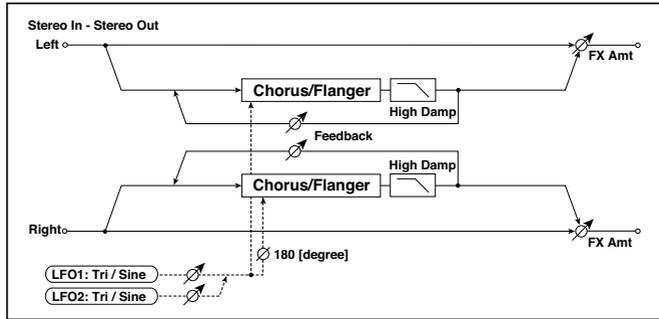 Stereo In - Stereo Out
Left
FX Amt
Chorus/Flanger
High Damp
Feedback
High Damp
Chorus/Flanger
Right
FX Amt
180 [degree]
LFO1: Tri / Sine
LFO2: Tri / Sine